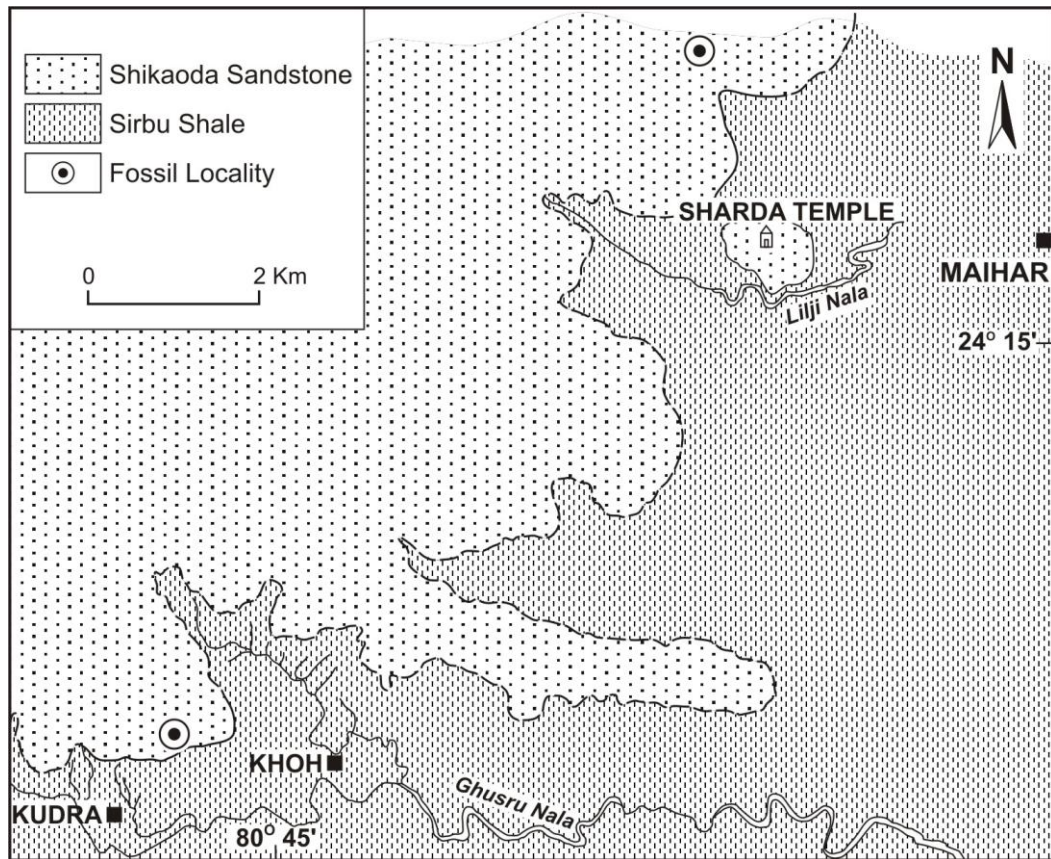 Shikaoda Sandstone
Sirbu Shale
Fossil Locality
0 2 Km
N
SHARDA TEMPLE
MAIHAR
Lilji Nala
24° 15'
KHOH
KUDRA
Ghusru Nala
80° 45'